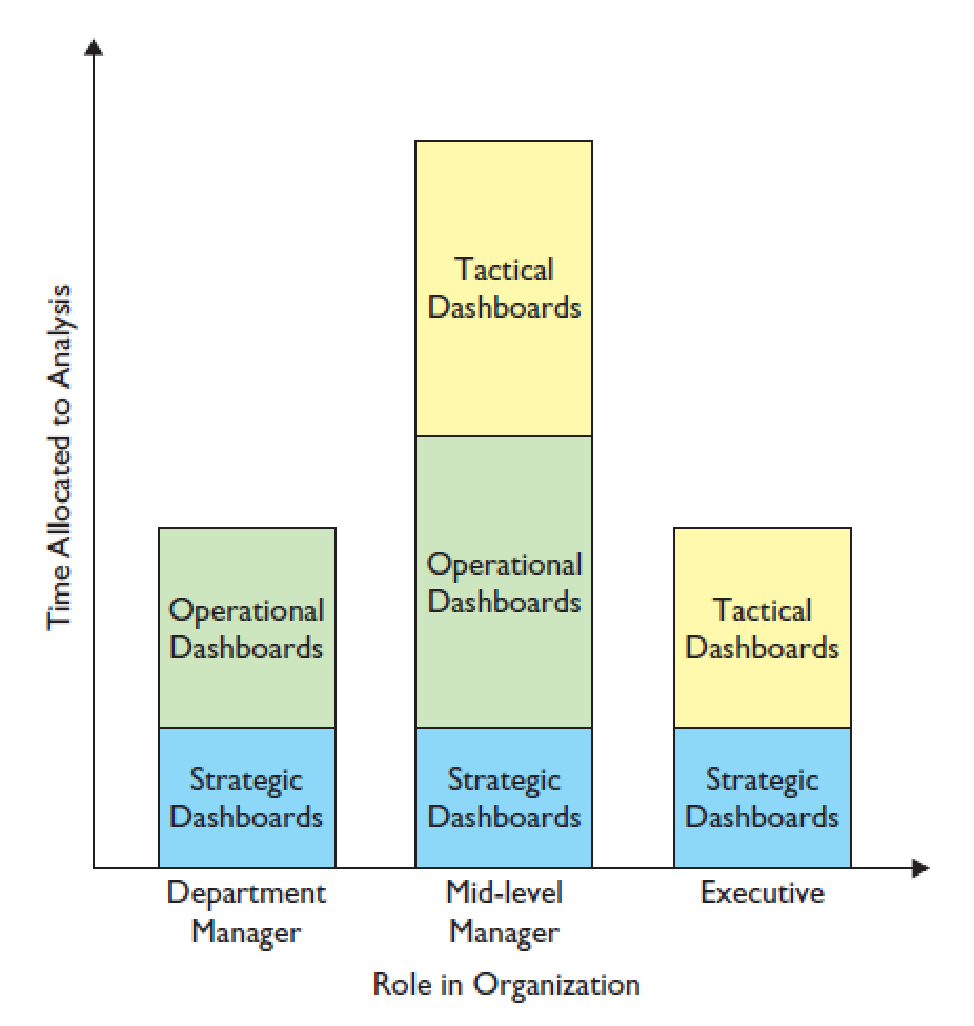 Time Allocated to Analysis
Tactical
Dashboards
Operational
Dashboards
Operational
Dashboards
Tactical
Dashboards
Strategic
Dashboards
Strategic
Dashboards
Strategic
Dashboards
Department
Manager
Mid-level
Manager
Executive
Role in Organization